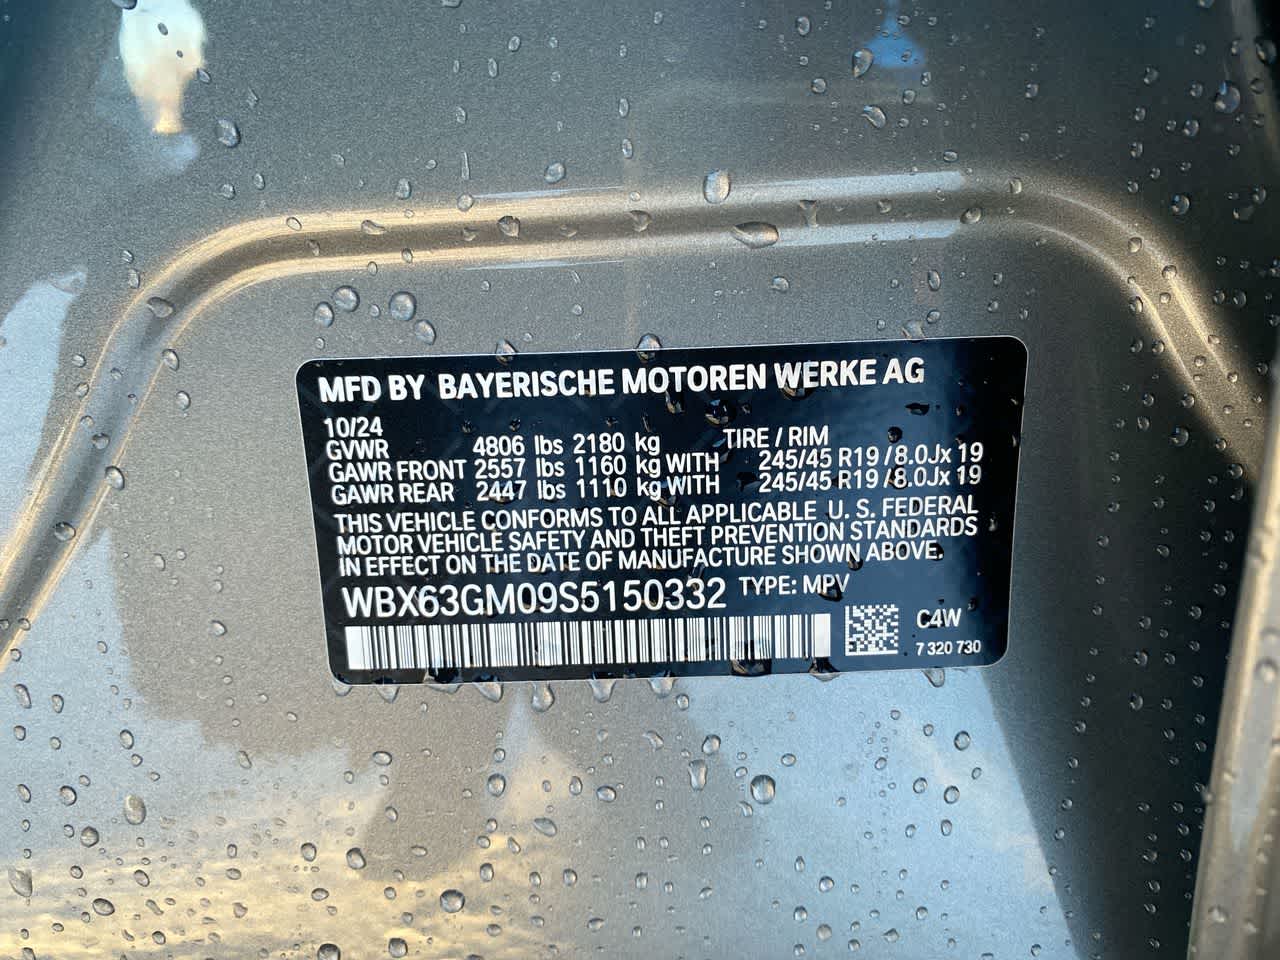 MFD BY BAYERISCHE MOTOREN WERKE AG
10/24
GVWR 4806 lbs 2180 kg TIRE / RIM
GAWR FRONT 2557 lbs 1160 kg WITH 245/45 R19 / 8.0Jx 19
GAWR REAR 2447 lbs 1110 kg WITH 245/45 R19 / 8.0Jx 19
THIS VEHICLE CONFORMS TO ALL APPLICABLE U. S. FEDERAL
MOTOR VEHICLE SAFETY AND THEFT PREVENTION STANDARDS
IN EFFECT ON THE DATE OF MANUFACTURE SHOWN ABOVE.
WBX63GM09S5150332 TYPE: MPV
C4W
7 320 730